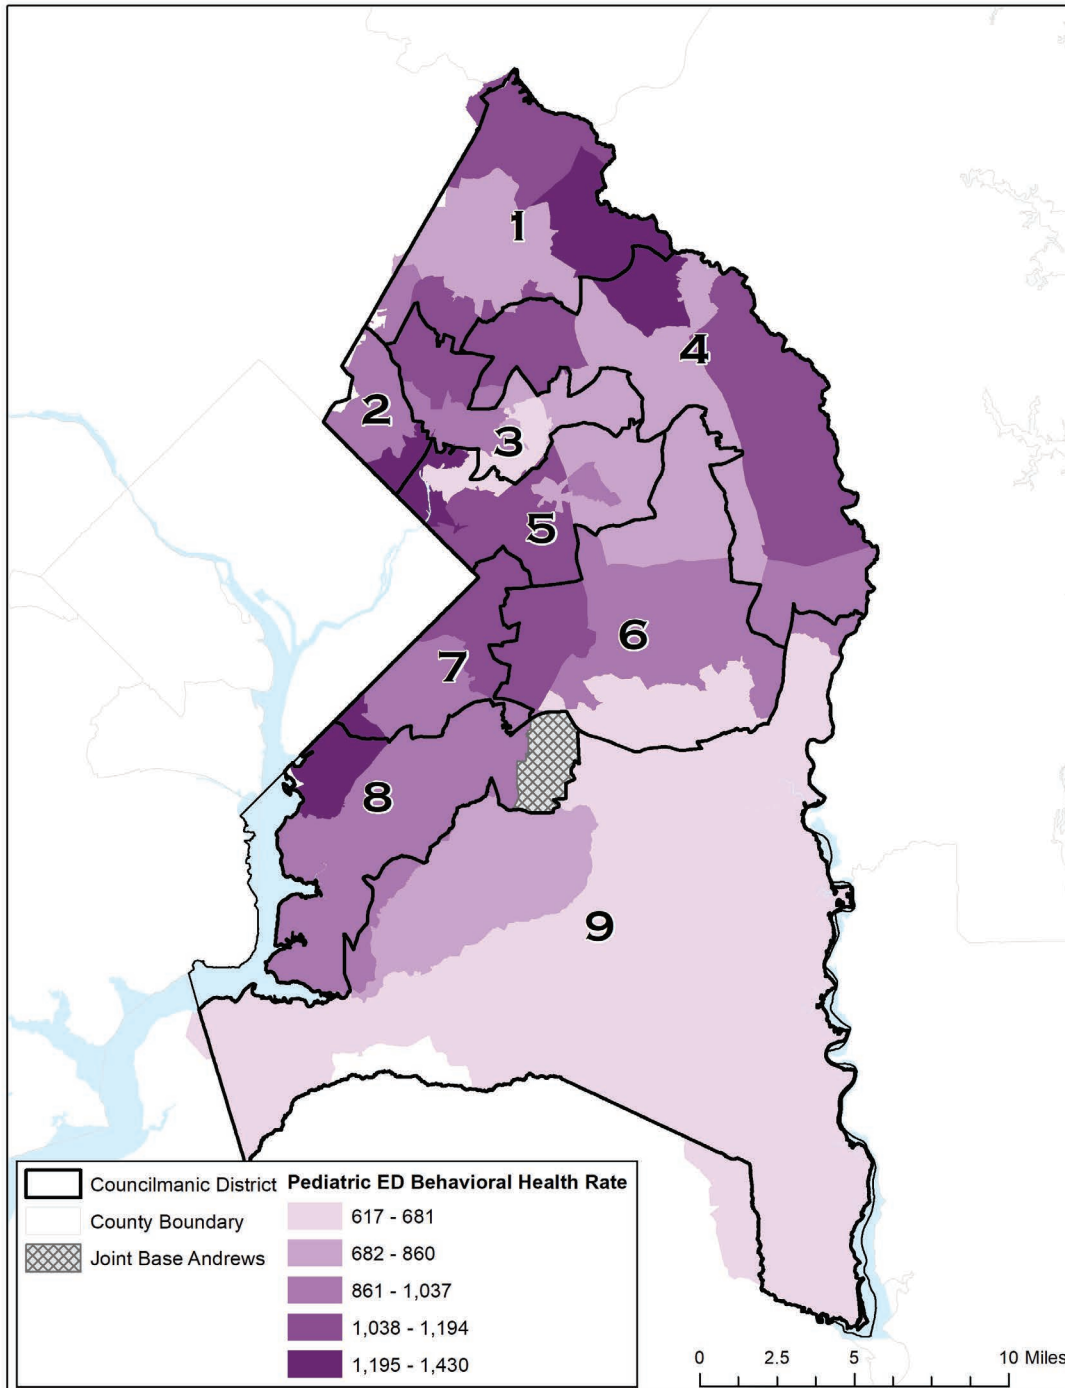 1
4
2
3
5
6
7
8
9
Councilmanic District
County Boundary
Joint Base Andrews
Pediatric ED Behavioral Health Rate
617 - 681
682 - 860
861 - 1,037
1,038 - 1,194
1,195 - 1,430
0 2.5 5 10 Miles